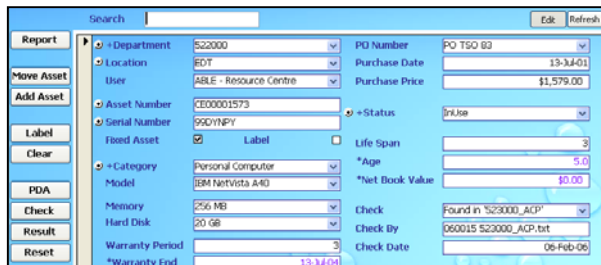 Search
Edit
Refresh
Report
Move Asset
Add Asset
Label
Clear
PDA
Check
Result
Reset
+Department 522000
Location EDT
User ABLE - Resource Centre
Asset Number CE00001573
Serial Number 99DYNPY
Fixed Asset Label
+Category Personal Computer
Model IBM NetVista A40
Memory 256 MB
Hard Disk 20 GB
Warranty Period 3
*Warranty End 13-Jul-04
PO Number PO TSO 83
Purchase Date 13-Jul-01
Purchase Price $1,579.00
+Status InUse
Life Span 3
*Age 5.0
*Net Book Value $0.00
Check Found in '523000_ACP'
Check By 060015 523000_ACP.txt
Check Date 06-Feb-06